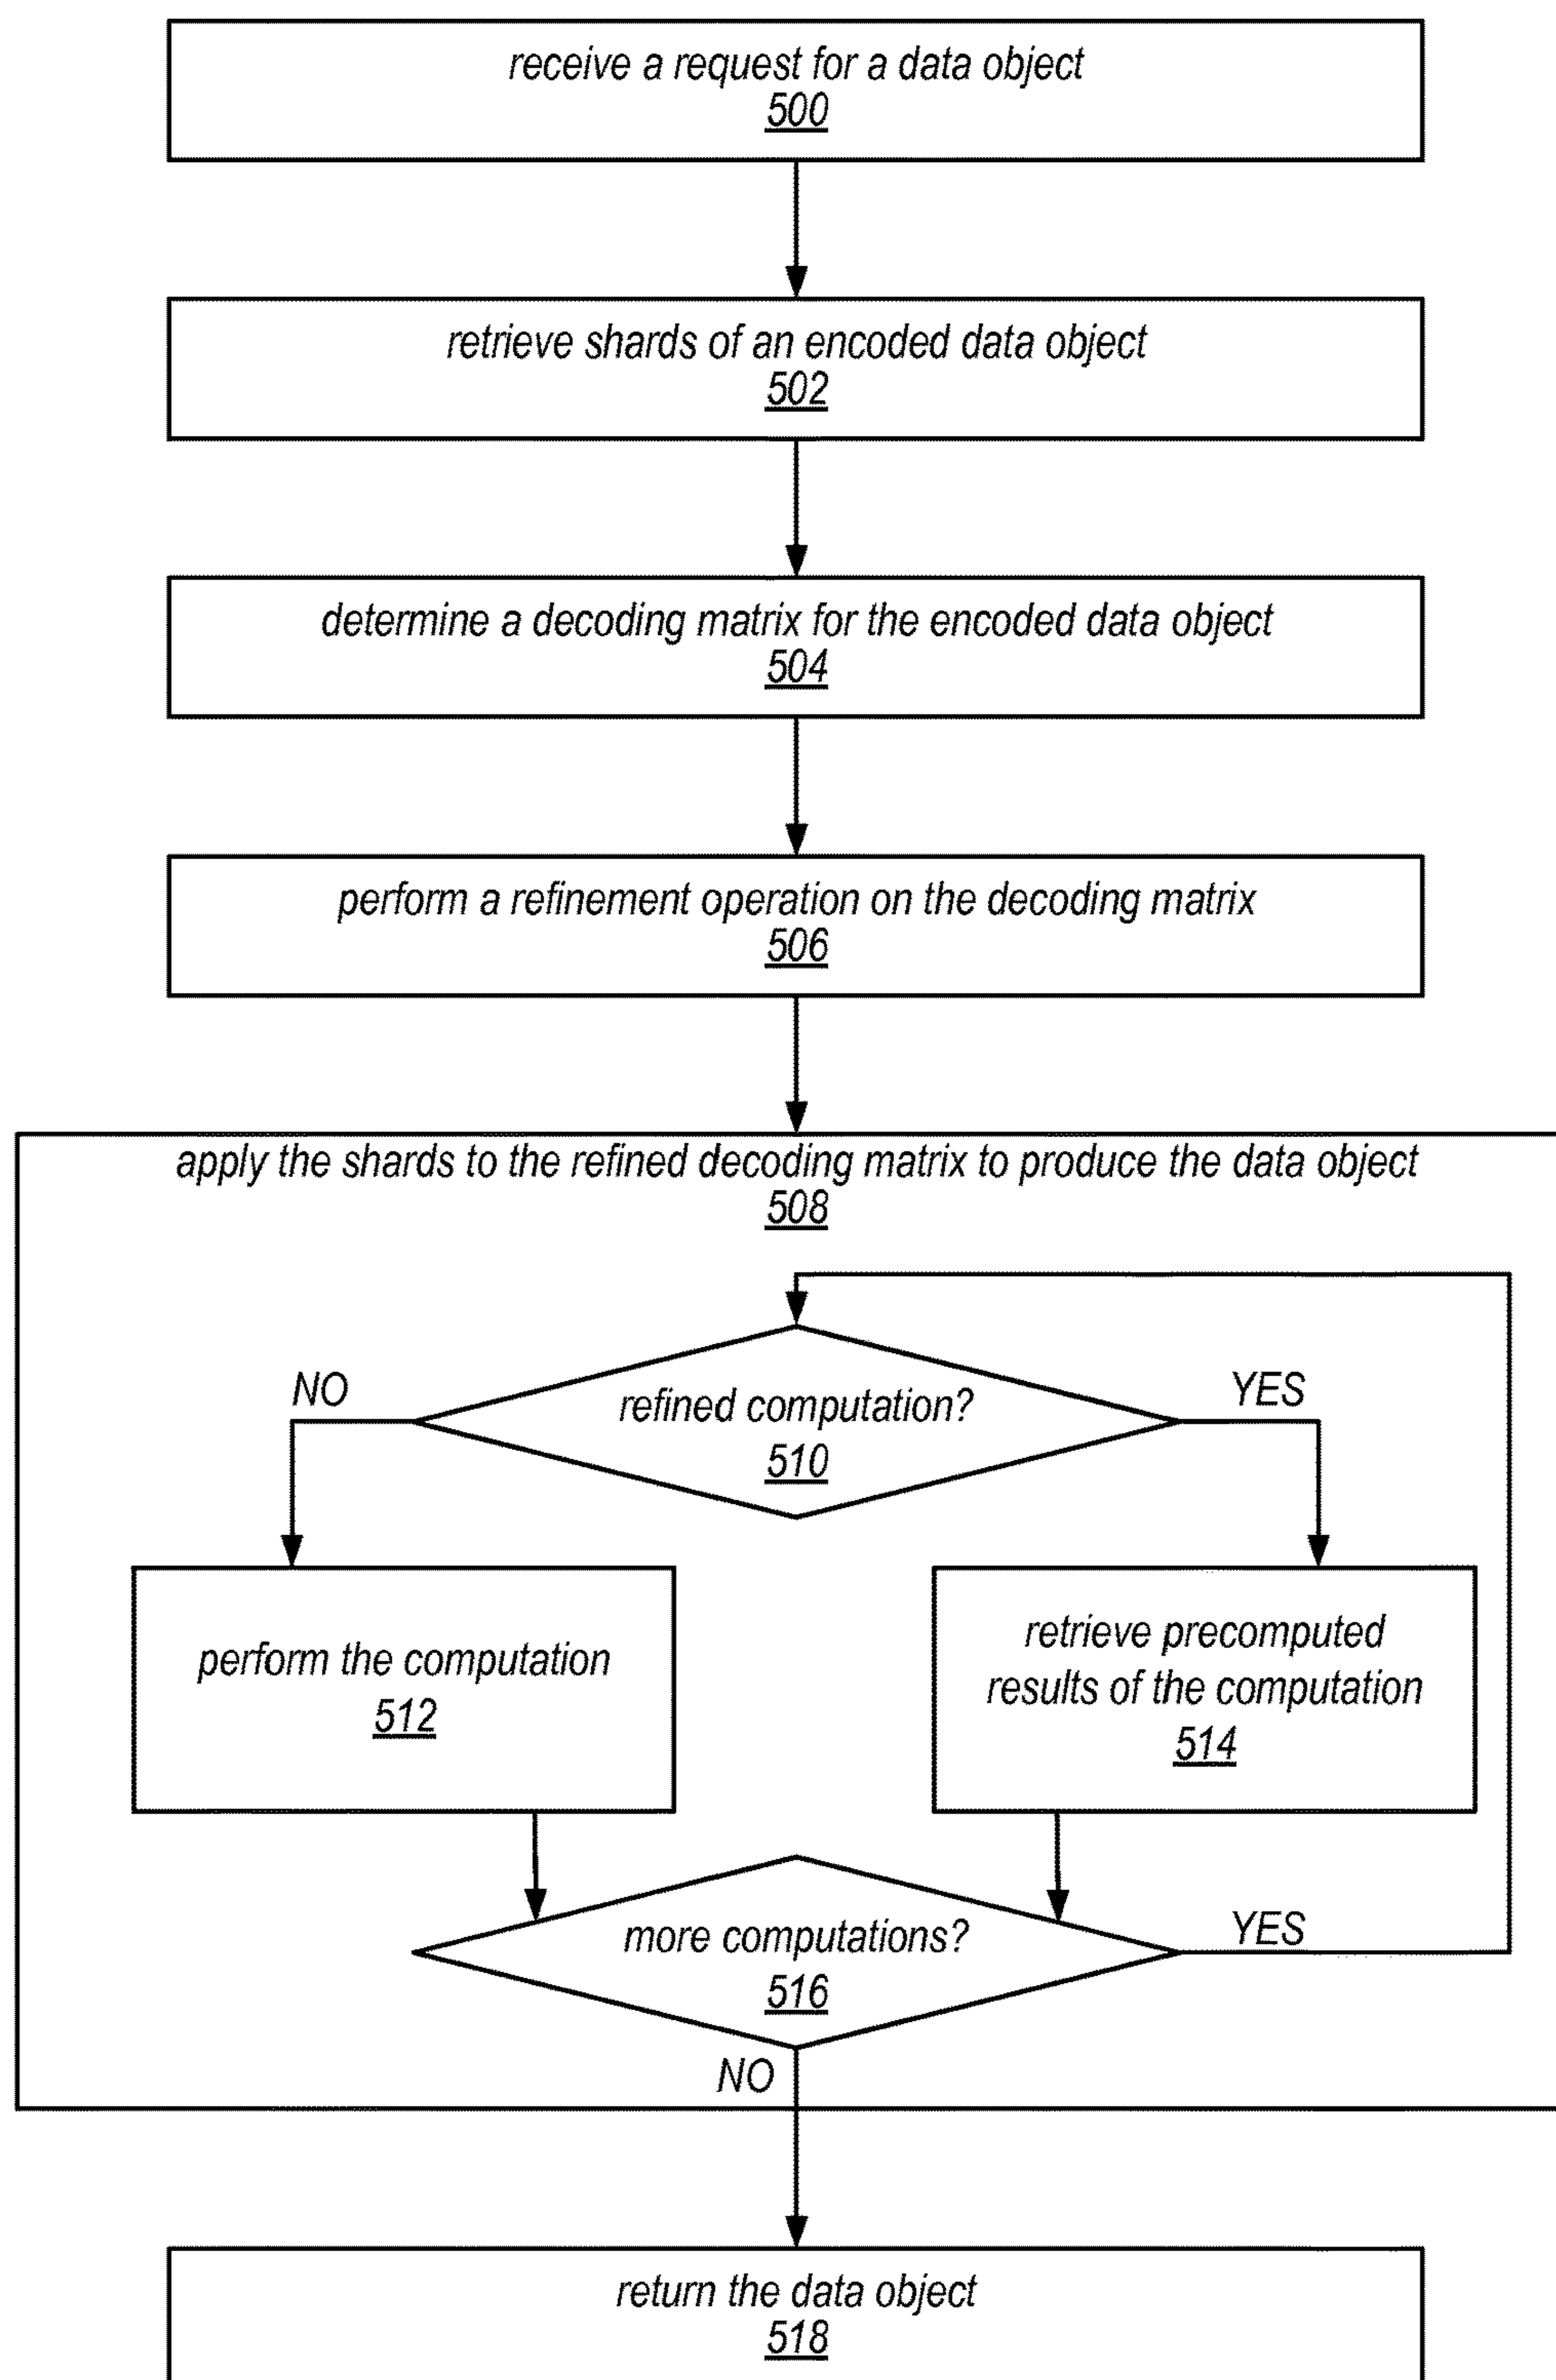 receive a request for a data object
500
retrieve shards of an encoded data object
502
determine a decoding matrix for the encoded data object
504
perform a refinement operation on the decoding matrix
506
apply the shards to the refined decoding matrix to produce the data object
508
NO
refined computation?
510
YES
perform the computation
512
retrieve precomputed
results of the computation
514
more computations?
516
YES
NO
return the data object
518